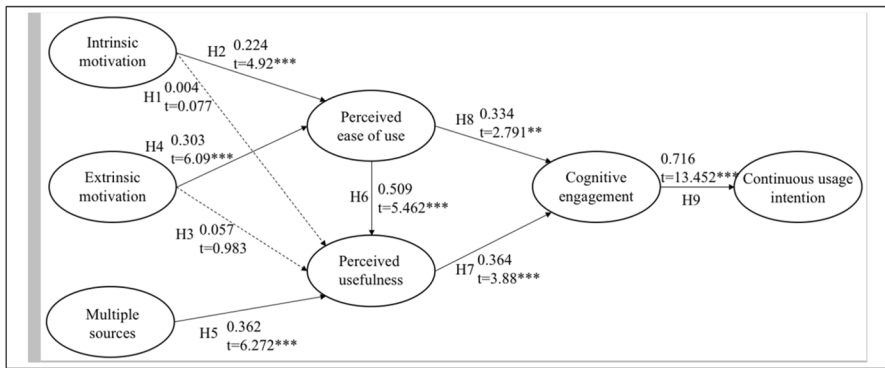 Intrinsic
motivation
H2 0.224
t=4.92***
H1 0.004
t=0.077
Perceived
ease of use
H8 0.334
t=2.791**
H4 0.303
t=6.09***
Extrinsic
motivation
H6 0.509
t=5.462***
Cognitive
engagement
0.716
t=13.452***
H9
Continuous usage
intention
H3 0.057
t=0.983
Perceived
usefulness
H7 0.364
t=3.88***
Multiple
sources
H5 0.362
t=6.272***